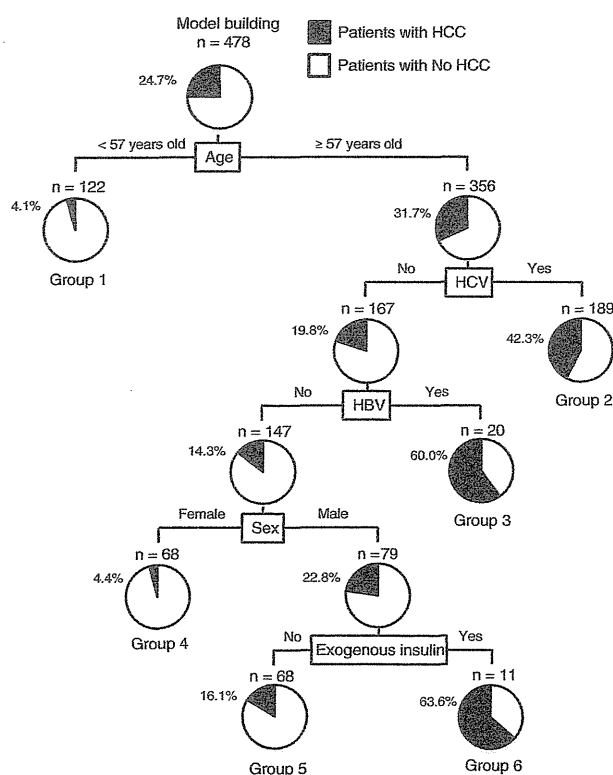 Model building
n = 478
Patients with HCC
Patients with No HCC
24.7%
< 57 years old
Age
≥ 57 years old
n = 122
4.1%
Group 1
n = 356
31.7%
No
HCV
Yes
n = 167
19.8%
n = 189
42.3%
Group 2
No
HBV
Yes
n = 147
14.3%
n = 20
60.0%
Group 3
Female
Sex
Male
n = 68
4.4%
Group 4
n =79
22.8%
No
Exogenous insulin
Yes
n = 68
16.1%
Group 5
n = 11
63.6%
Group 6